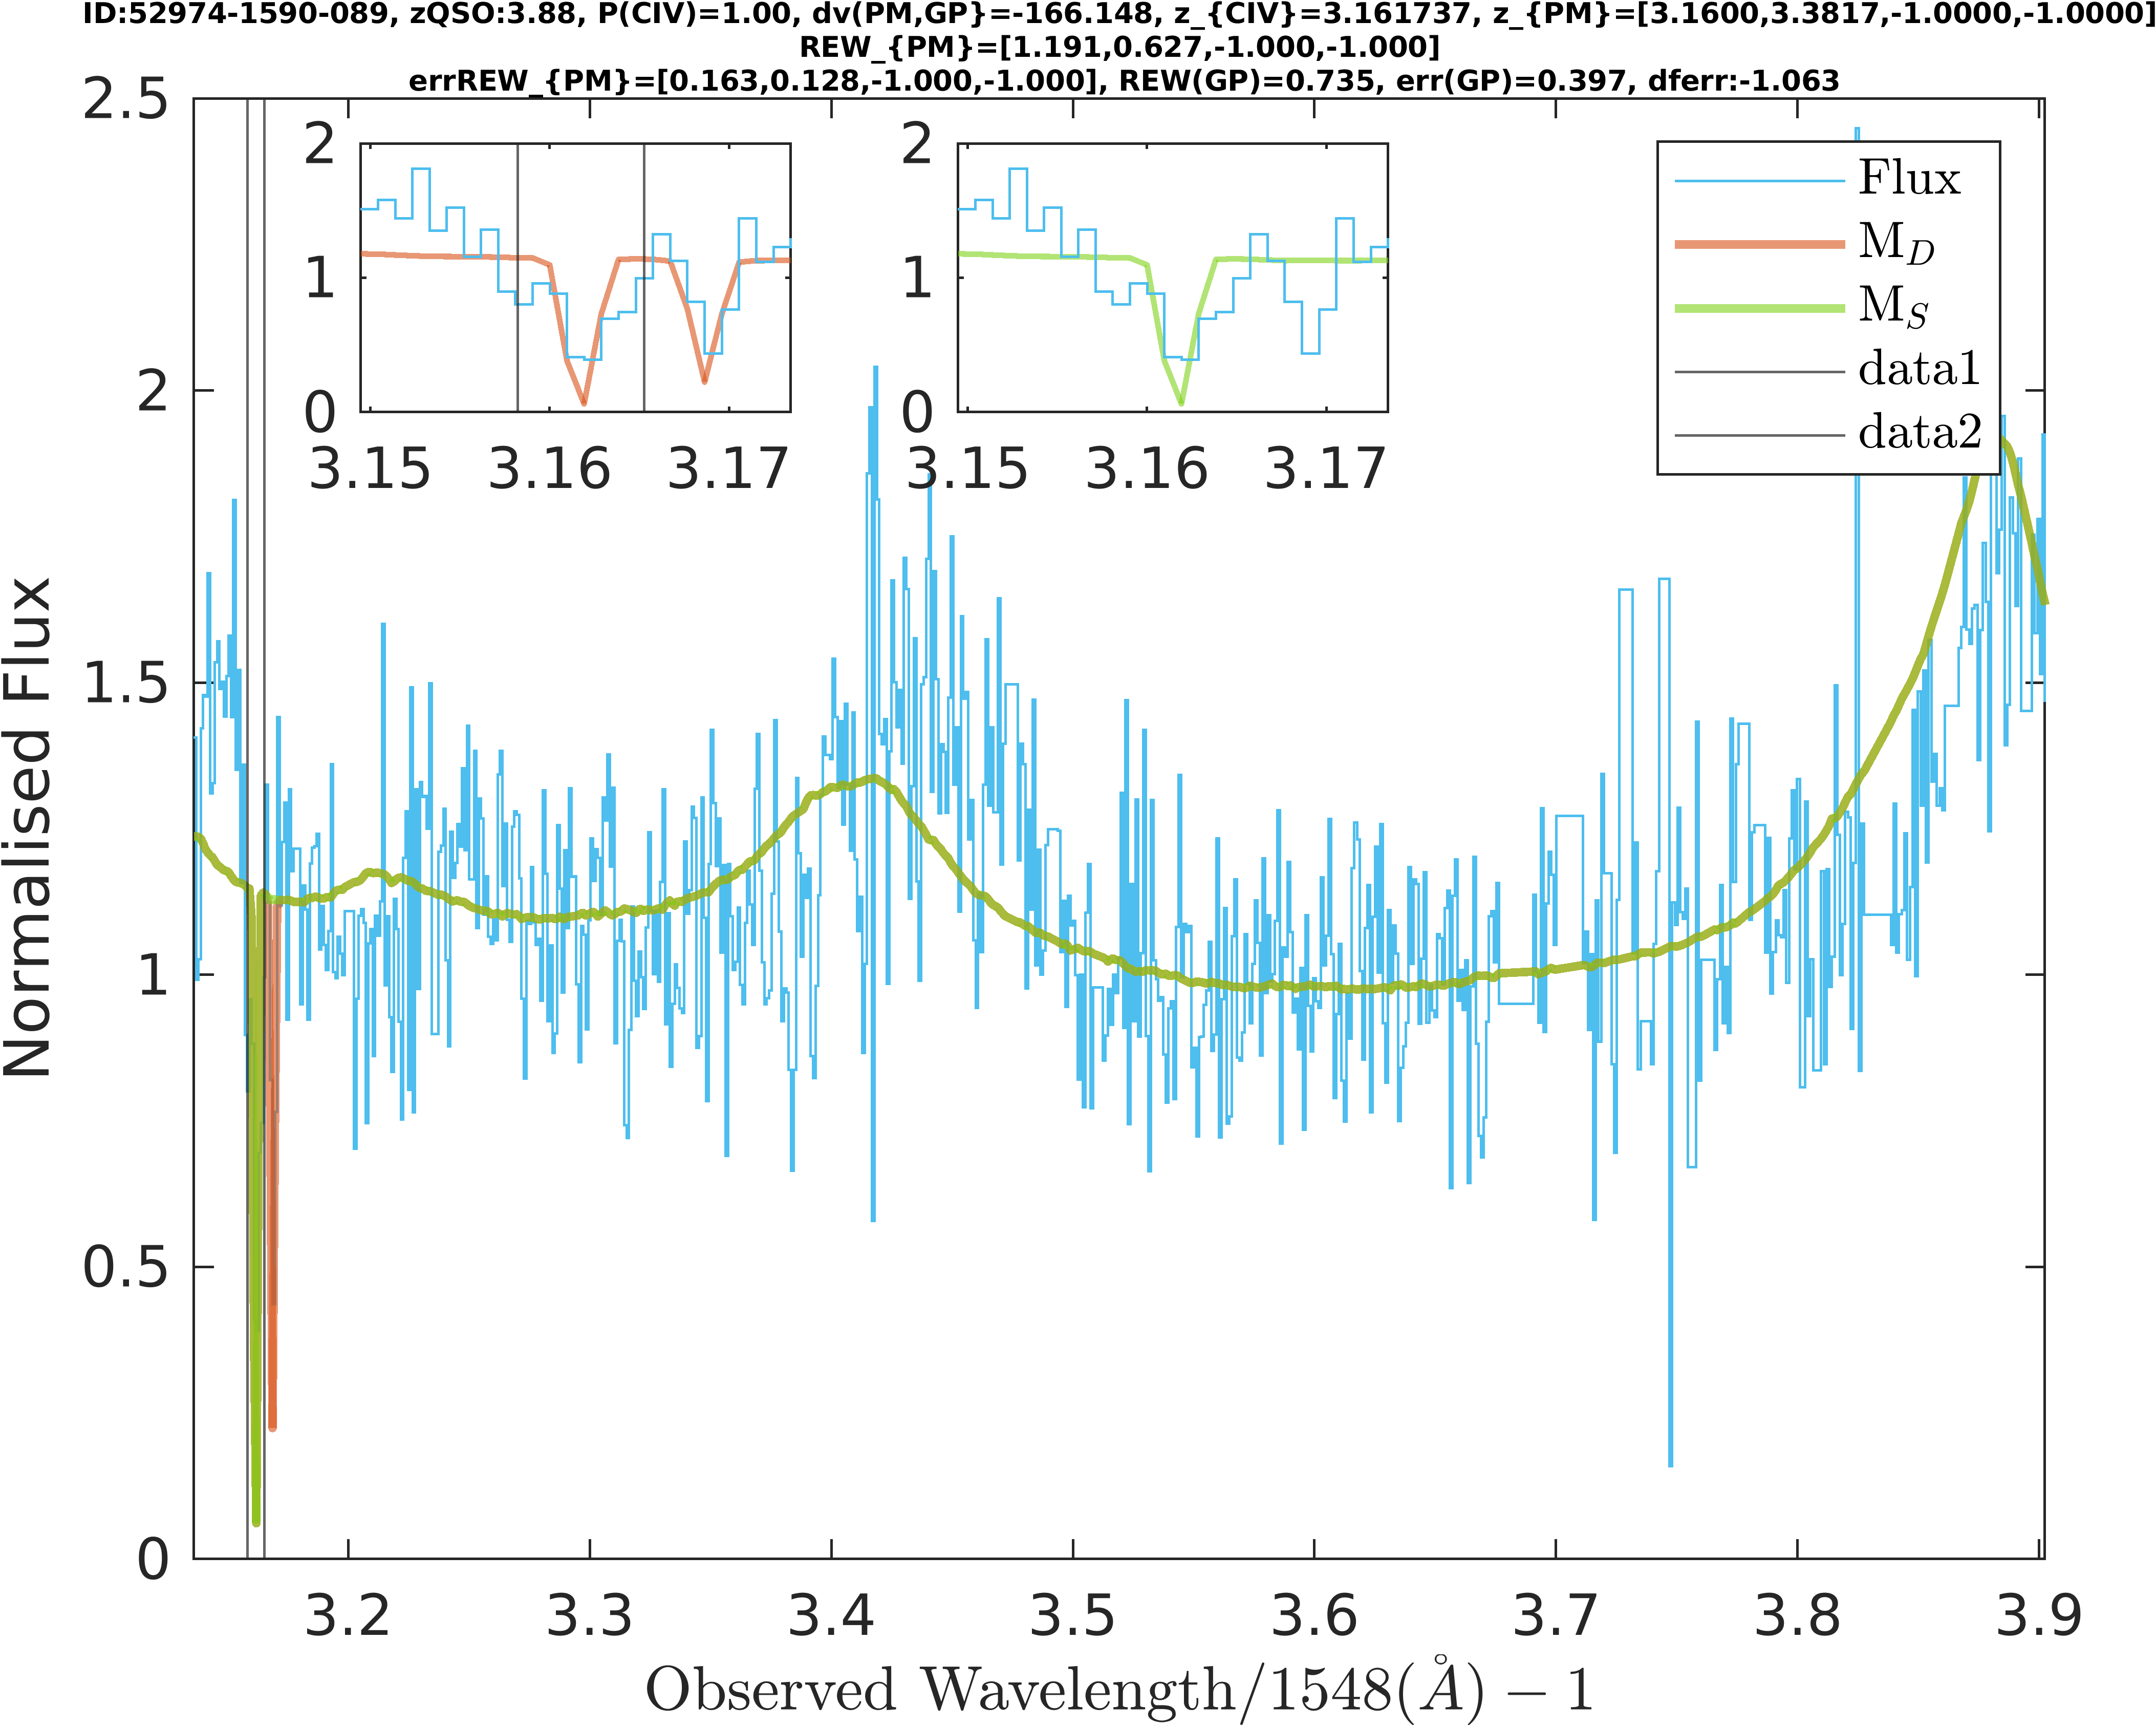 ID:52974-1590-089, zQSO:3.88, P(CIV)=1.00, dv(PM,GP}=-166.148, z_{CIV}=3.161737, z_{PM}=[3.1600,3.3817,-1.0000,-1.0000]
REW_{PM}=[1.191,0.627,-1.000,-1.000]
errREW_{PM}=[0.163,0.128,-1.000,-1.000], REW(GP)=0.735, err(GP)=0.397, dferr:-1.063
2.5
2
1.5
1
0.5
0
Normalised Flux
2
1
0
3.15 3.16 3.17
2
1
0
3.15 3.16 3.17
Flux
M_D
M_S
data1
data2
3.2 3.3 3.4 3.5 3.6 3.7 3.8 3.9
Observed Wavelength/1548(Å) − 1